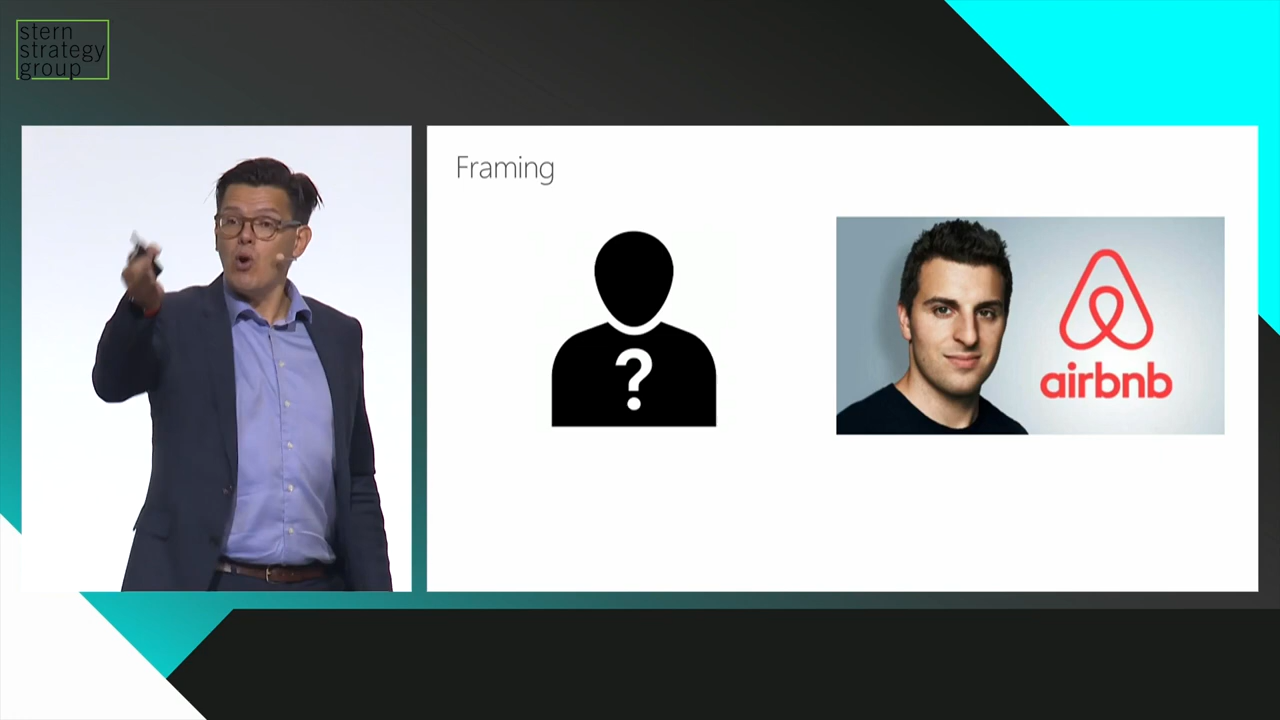 stern
strategy
group
Framing
?
airbnb